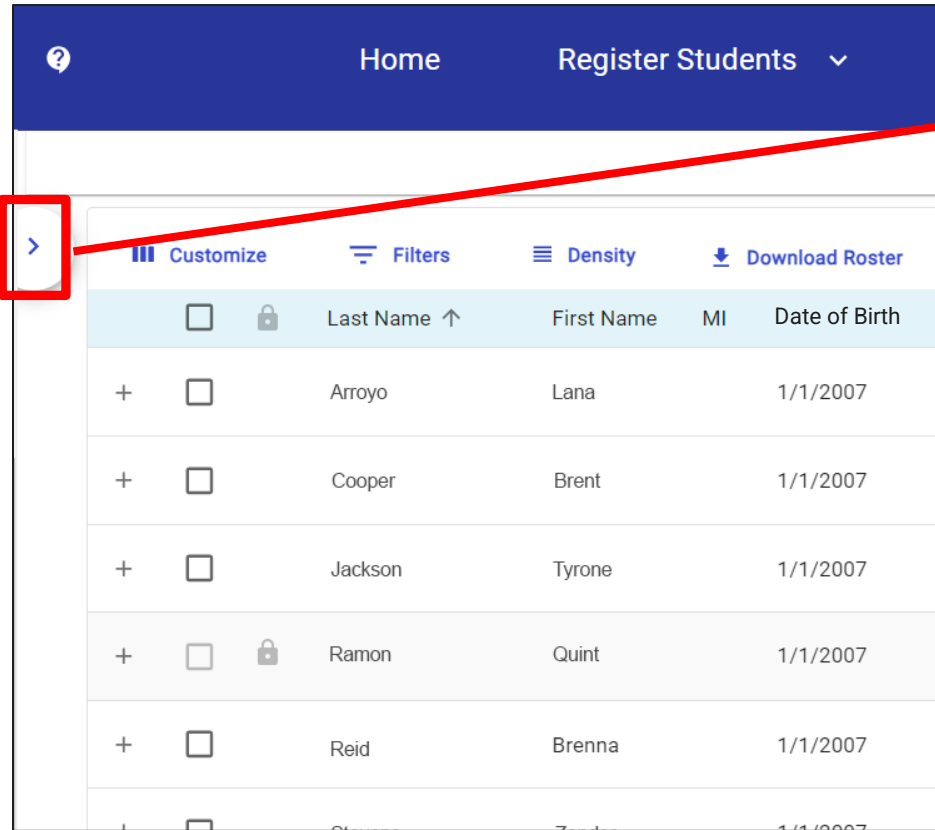 Home Register Students
Customize Filters Density Download Roster
Last Name First Name MI Date of Birth
Arroyo Lana 1/1/2007
Cooper Brent 1/1/2007
Jackson Tyrone 1/1/2007
Ramon Quint 1/1/2007
Reid Brenna 1/1/2007